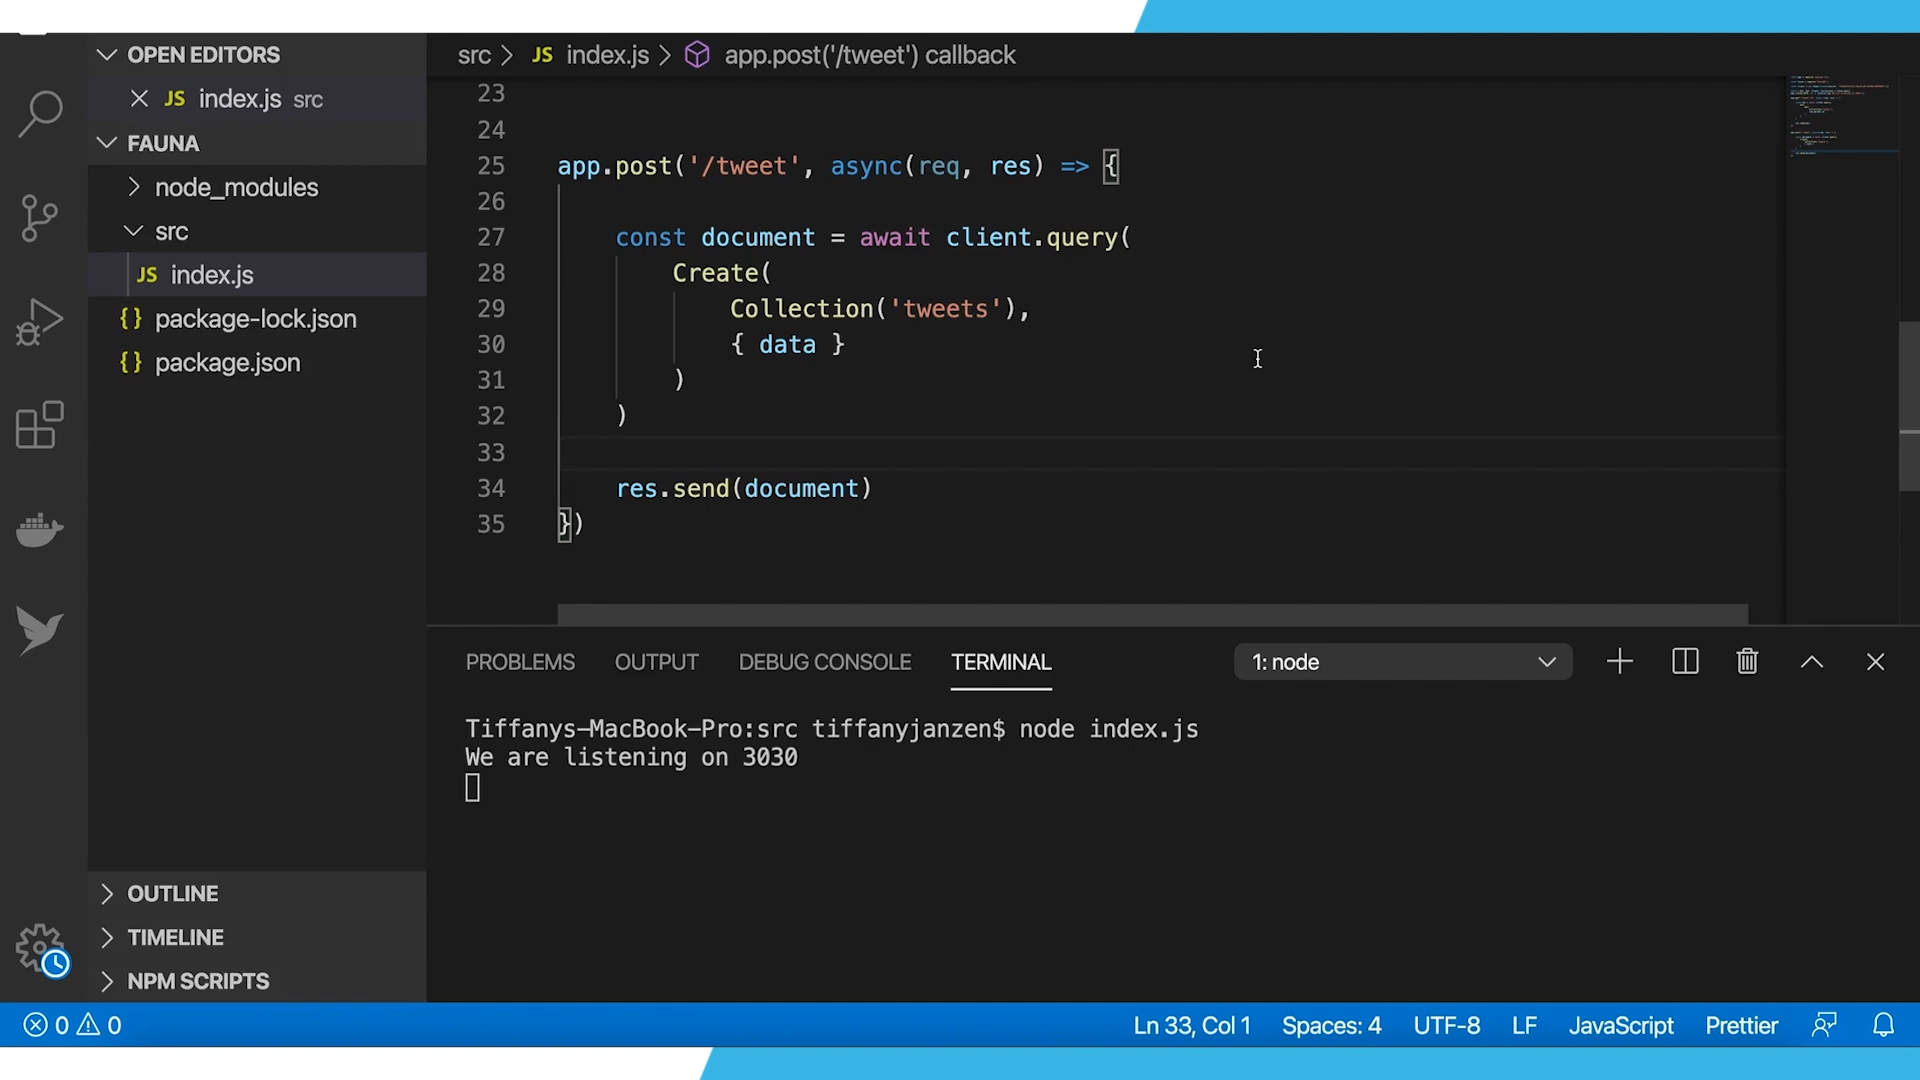 OPEN EDITORS
JS index.js src
FAUNA
node_modules
src
JS index.js
{} package-lock.json
{} package.json
OUTLINE
TIMELINE
NPM SCRIPTS
src > JS index.js > app.post('/tweet') callback
23
24
25 app.post('/tweet', async(req, res) => {
26
27 const document = await client.query(
28 Create(
29 Collection('tweets'),
30 { data }
31 )
32 )
33
34 res.send(document)
35 })
PROBLEMS OUTPUT DEBUG CONSOLE TERMINAL 1: node
Tiffanys-MacBook-Pro:src tiffanyjanzen$ node index.js
We are listening on 3030
0 0 Ln 33, Col 1 Spaces: 4 UTF-8 LF JavaScript Prettier